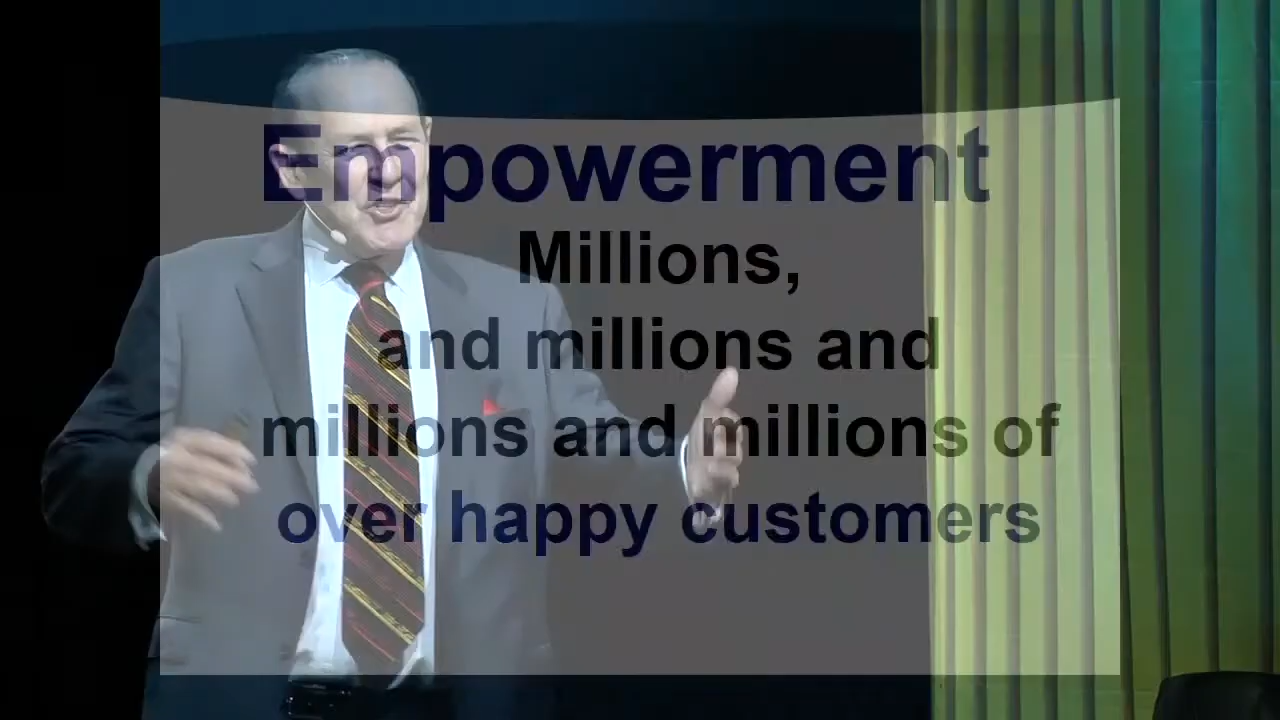 Empowerment
Millions,
and millions and
millions and millions of
over happy customers